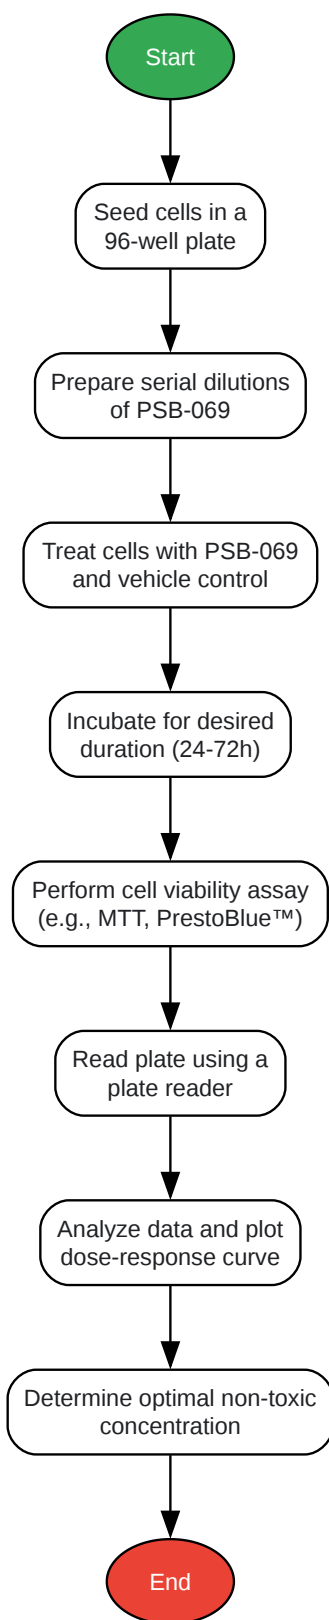 Start
Seed cells in a
96-well plate
Prepare serial dilutions
of PSB-069
Treat cells with PSB-069
and vehicle control
Incubate for desired
duration (24-72h)
Perform cell viability assay
(e.g., MTT, PrestoBlue™)
Read plate using a
plate reader
Analyze data and plot
dose-response curve
Determine optimal non-toxic
concentration
End